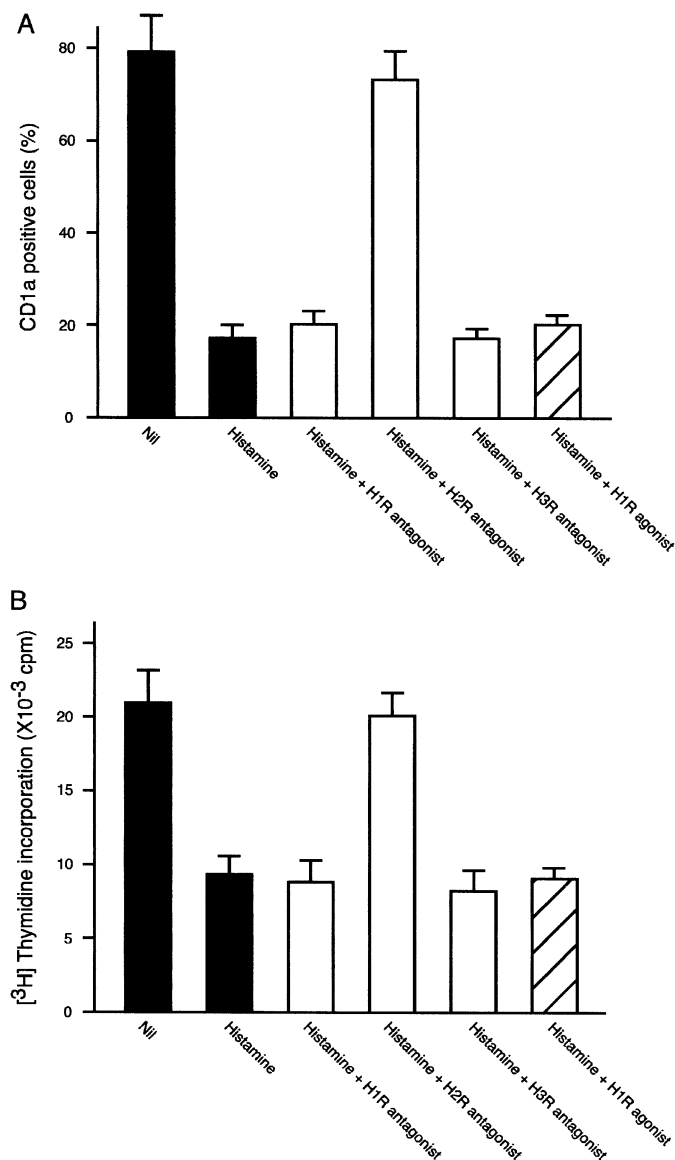 A
CD1a positive cells (%)
80
60
40
20
0
Nil
Histamine
Histamine + H1R antagonist
Histamine + H2R antagonist
Histamine + H3R antagonist
Histamine + H1R agonist
B
[³H] Thymidine incorporation (X10⁻³ cpm)
25
20
15
10
5
0
Nil
Histamine
Histamine + H1R antagonist
Histamine + H2R antagonist
Histamine + H3R antagonist
Histamine + H1R agonist